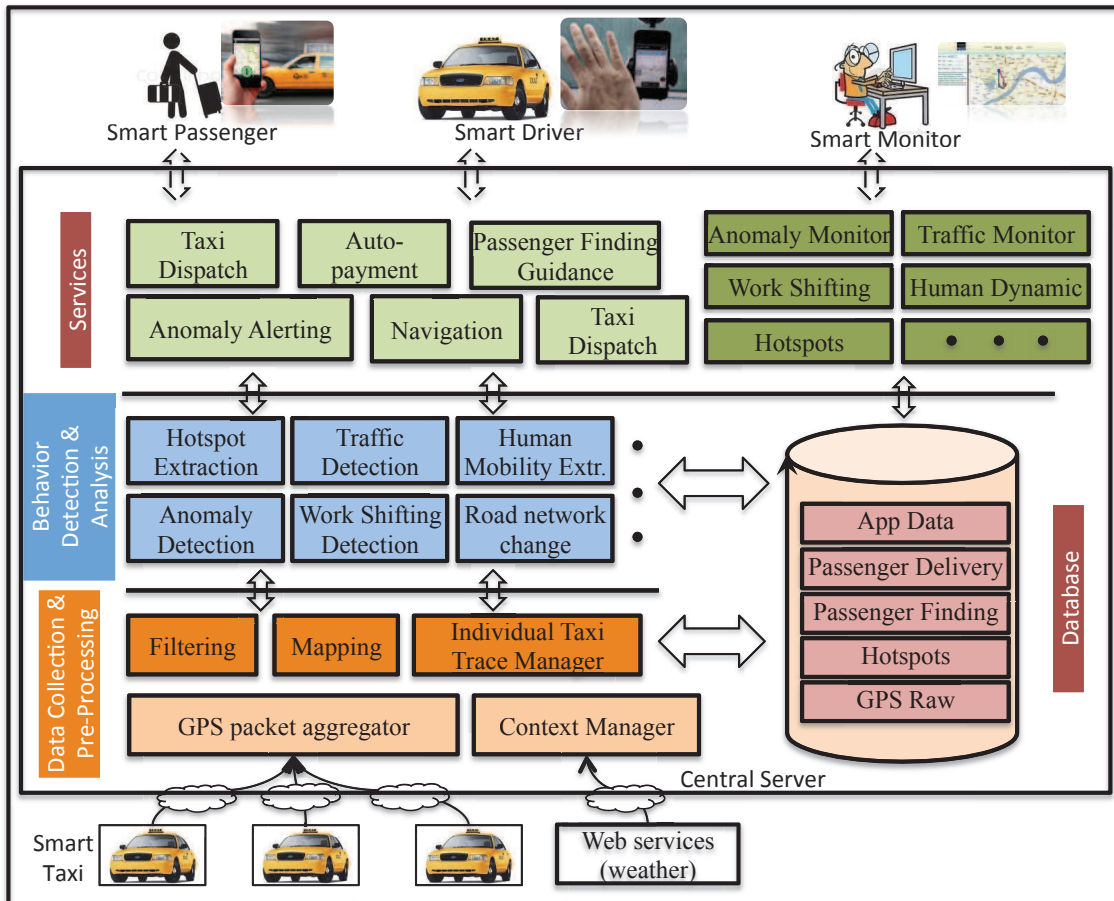 Smart Passenger
Smart Driver
Smart Monitor
Services
Taxi
Dispatch
Auto-
payment
Passenger Finding
Guidance
Anomaly Alerting
Navigation
Taxi
Dispatch
Anomaly Monitor
Traffic Monitor
Work Shifting
Human Dynamic
Hotspots
• • •
Behavior
Detection &
Analysis
Hotspot
Extraction
Traffic
Detection
Human
Mobility Extr.
Anomaly
Detection
Work Shifting
Detection
Road network
change
Data Collection &
Pre-Processing
Filtering
Mapping
Individual Taxi
Trace Manager
GPS packet aggregator
Context Manager
App Data
Passenger Delivery
Passenger Finding
Hotspots
GPS Raw
Database
Central Server
Smart
Taxi
Web services
(weather)